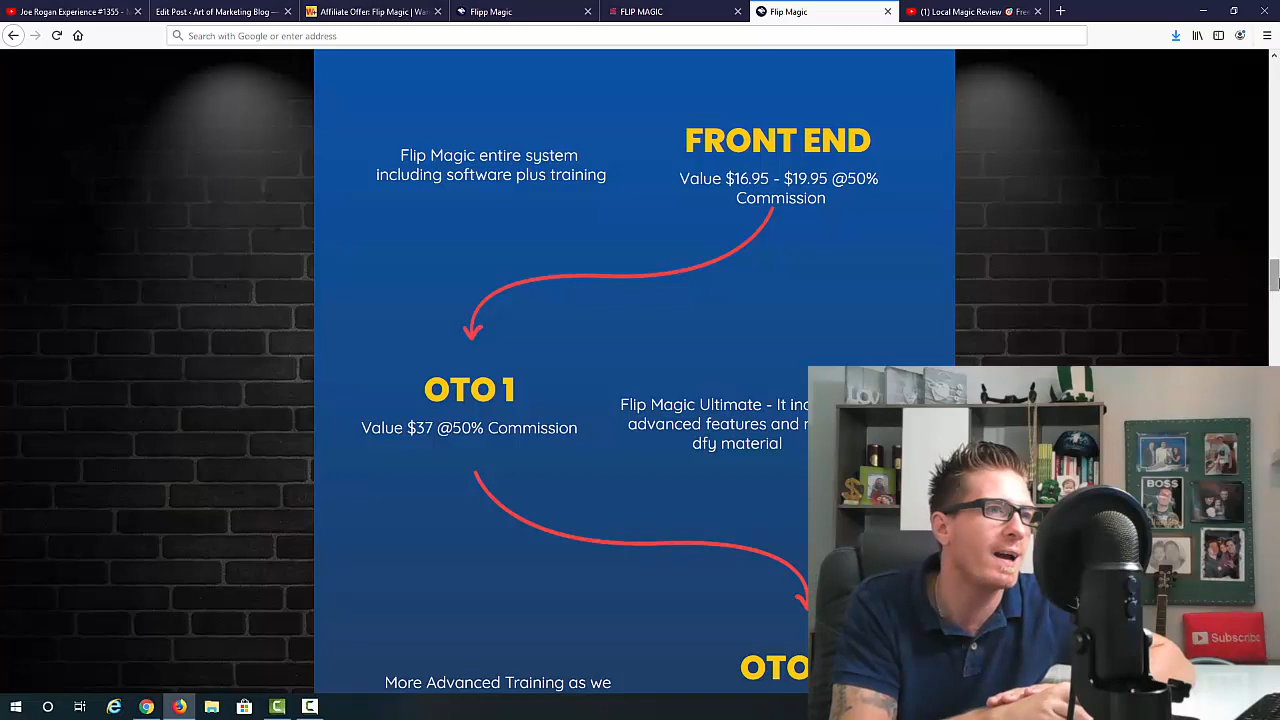 Joe Rogan Experience #1355 -
Edit Post ‹ Art of Marketing Blog —
Affiliate Offer: Flip Magic | War
Flipp Magic
FLIP MAGIC
Flip Magic
(1) Local Magic Review Free
Search with Google or enter address
Flip Magic entire system
including software plus training
FRONT END
Value $16.95 - $19.95 @50%
Commission
OTO 1
Value $37 @50% Commission
Flip Magic Ultimate - It in
advanced features and
dfy material
OTO
More Advanced Training as we
LOV
BOSS
Subscribe